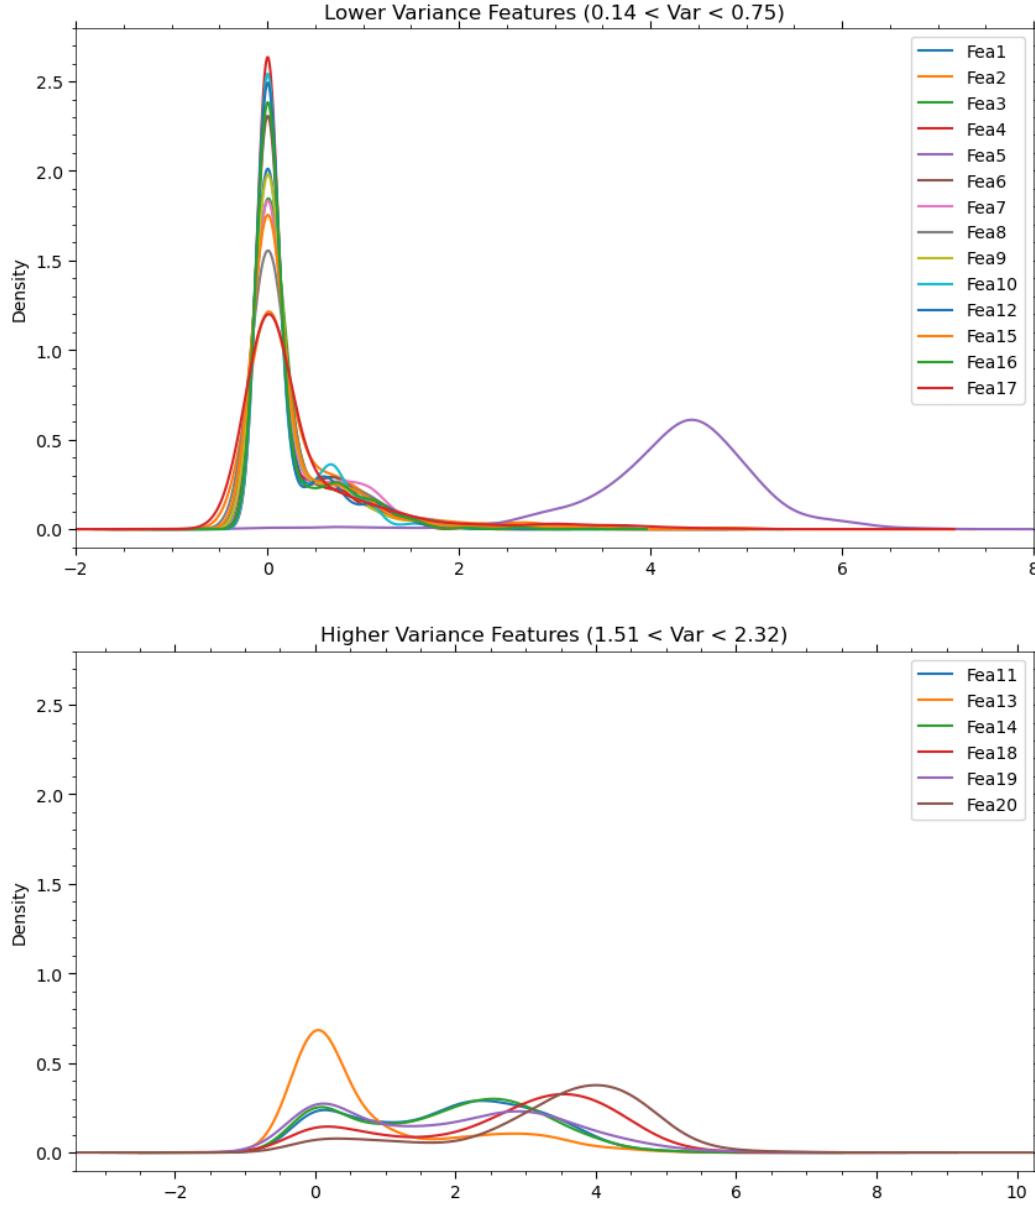 Lower Variance Features (0.14 < Var < 0.75)
2.5
2.0
1.5
1.0
0.5
0.0
Density
Fea1
Fea2
Fea3
Fea4
Fea5
Fea6
Fea7
Fea8
Fea9
Fea10
Fea12
Fea15
Fea16
Fea17
−2 0 2 4 6 8
Higher Variance Features (1.51 < Var < 2.32)
2.5
2.0
1.5
1.0
0.5
0.0
Density
Fea11
Fea13
Fea14
Fea18
Fea19
Fea20
−2 0 2 4 6 8 10